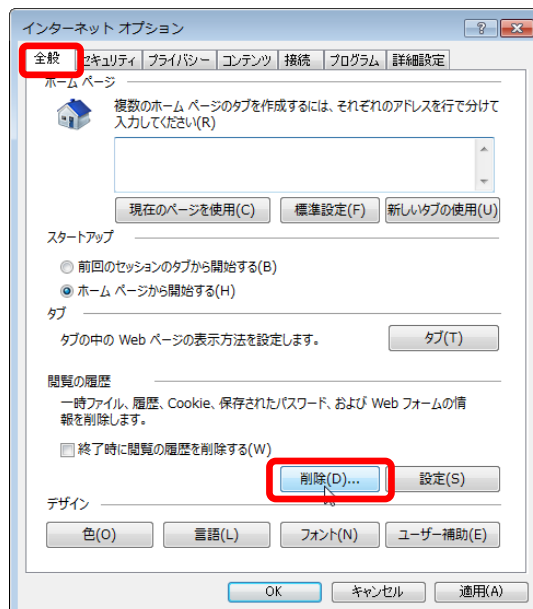 インターネット オプション
全般 セキュリティ プライバシー コンテンツ 接続 プログラム 詳細設定
ホーム ページ
複数のホーム ページのタブを作成するには、それぞれのアドレスを行で分けて
入力してください(R)
現在のページを使用(C) 標準設定(F) 新しいタブの使用(U)
スタートアップ
前回のセッションのタブから開始する(B)
ホーム ページから開始する(H)
タブ
タブの中の Web ページの表示方法を設定します。 タブ(T)
閲覧の履歴
一時ファイル、履歴、Cookie、保存されたパスワード、および Web フォームの情
報を削除します。
終了時に閲覧の履歴を削除する(W)
削除(D)... 設定(S)
デザイン
色(O) 言語(L) フォント(N) ユーザー補助(E)
OK キャンセル 適用(A)